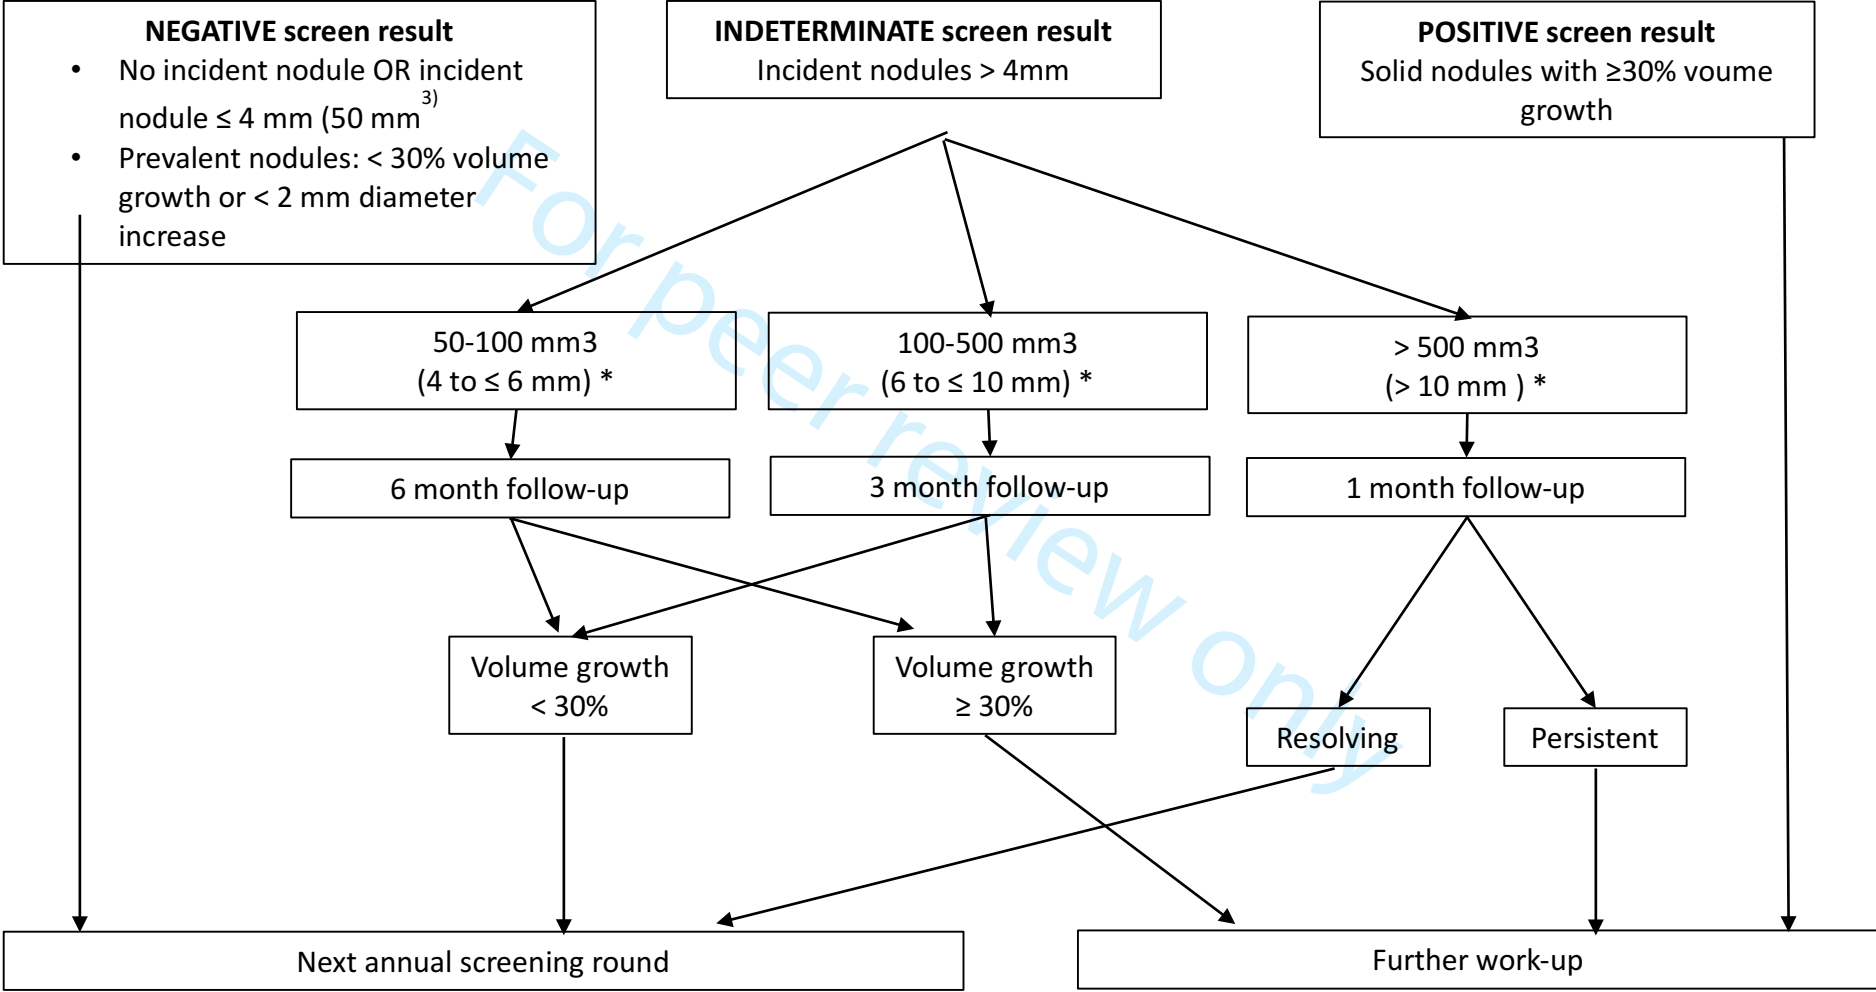 NEGATIVE screen result
• No incident nodule OR incident
nodule ≤ 4 mm (50 mm 3)
• Prevalent nodules: < 30% volume
growth or < 2 mm diameter
increase
INDETERMINATE screen result
Incident nodules > 4mm
POSITIVE screen result
Solid nodules with ≥30% voume
growth
50-100 mm3
(4 to ≤ 6 mm) *
100-500 mm3
(6 to ≤ 10 mm) *
> 500 mm3
(> 10 mm ) *
6 month follow-up
3 month follow-up
1 month follow-up
Volume growth
< 30%
Volume growth
≥ 30%
Resolving
Persistent
Next annual screening round
Further work-up
For peer review only